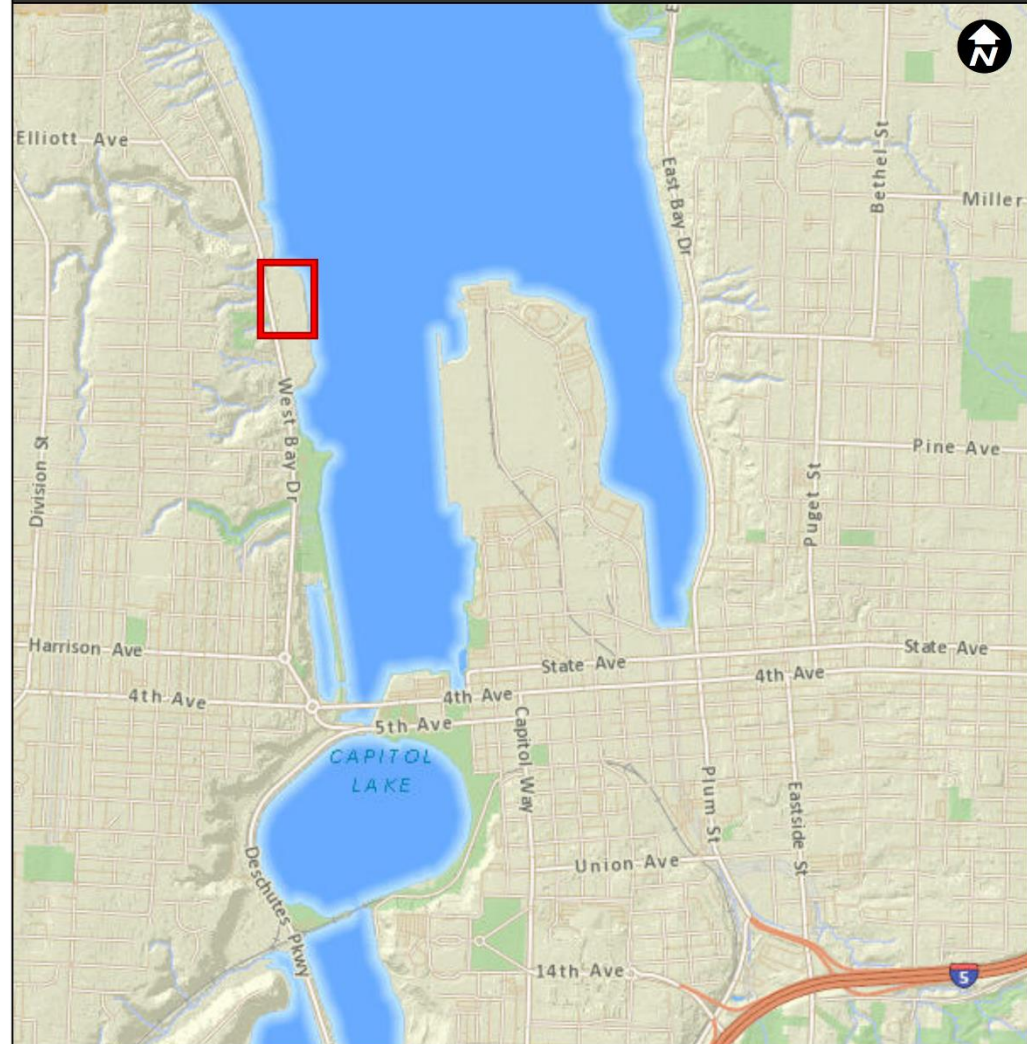 E
N
Elliott Ave
East Bay Dr
Bethel St
Miller
West Bay Dr
Division St
Pine Ave
Puget St
Harrison Ave
State Ave
State Ave
4th Ave
4th Ave
4th Ave
5th Ave
CAPITOL
LAKE
Capitol Way
Plum St
Eastside St
Deschutes Pkwy
Union Ave
14th Ave
5